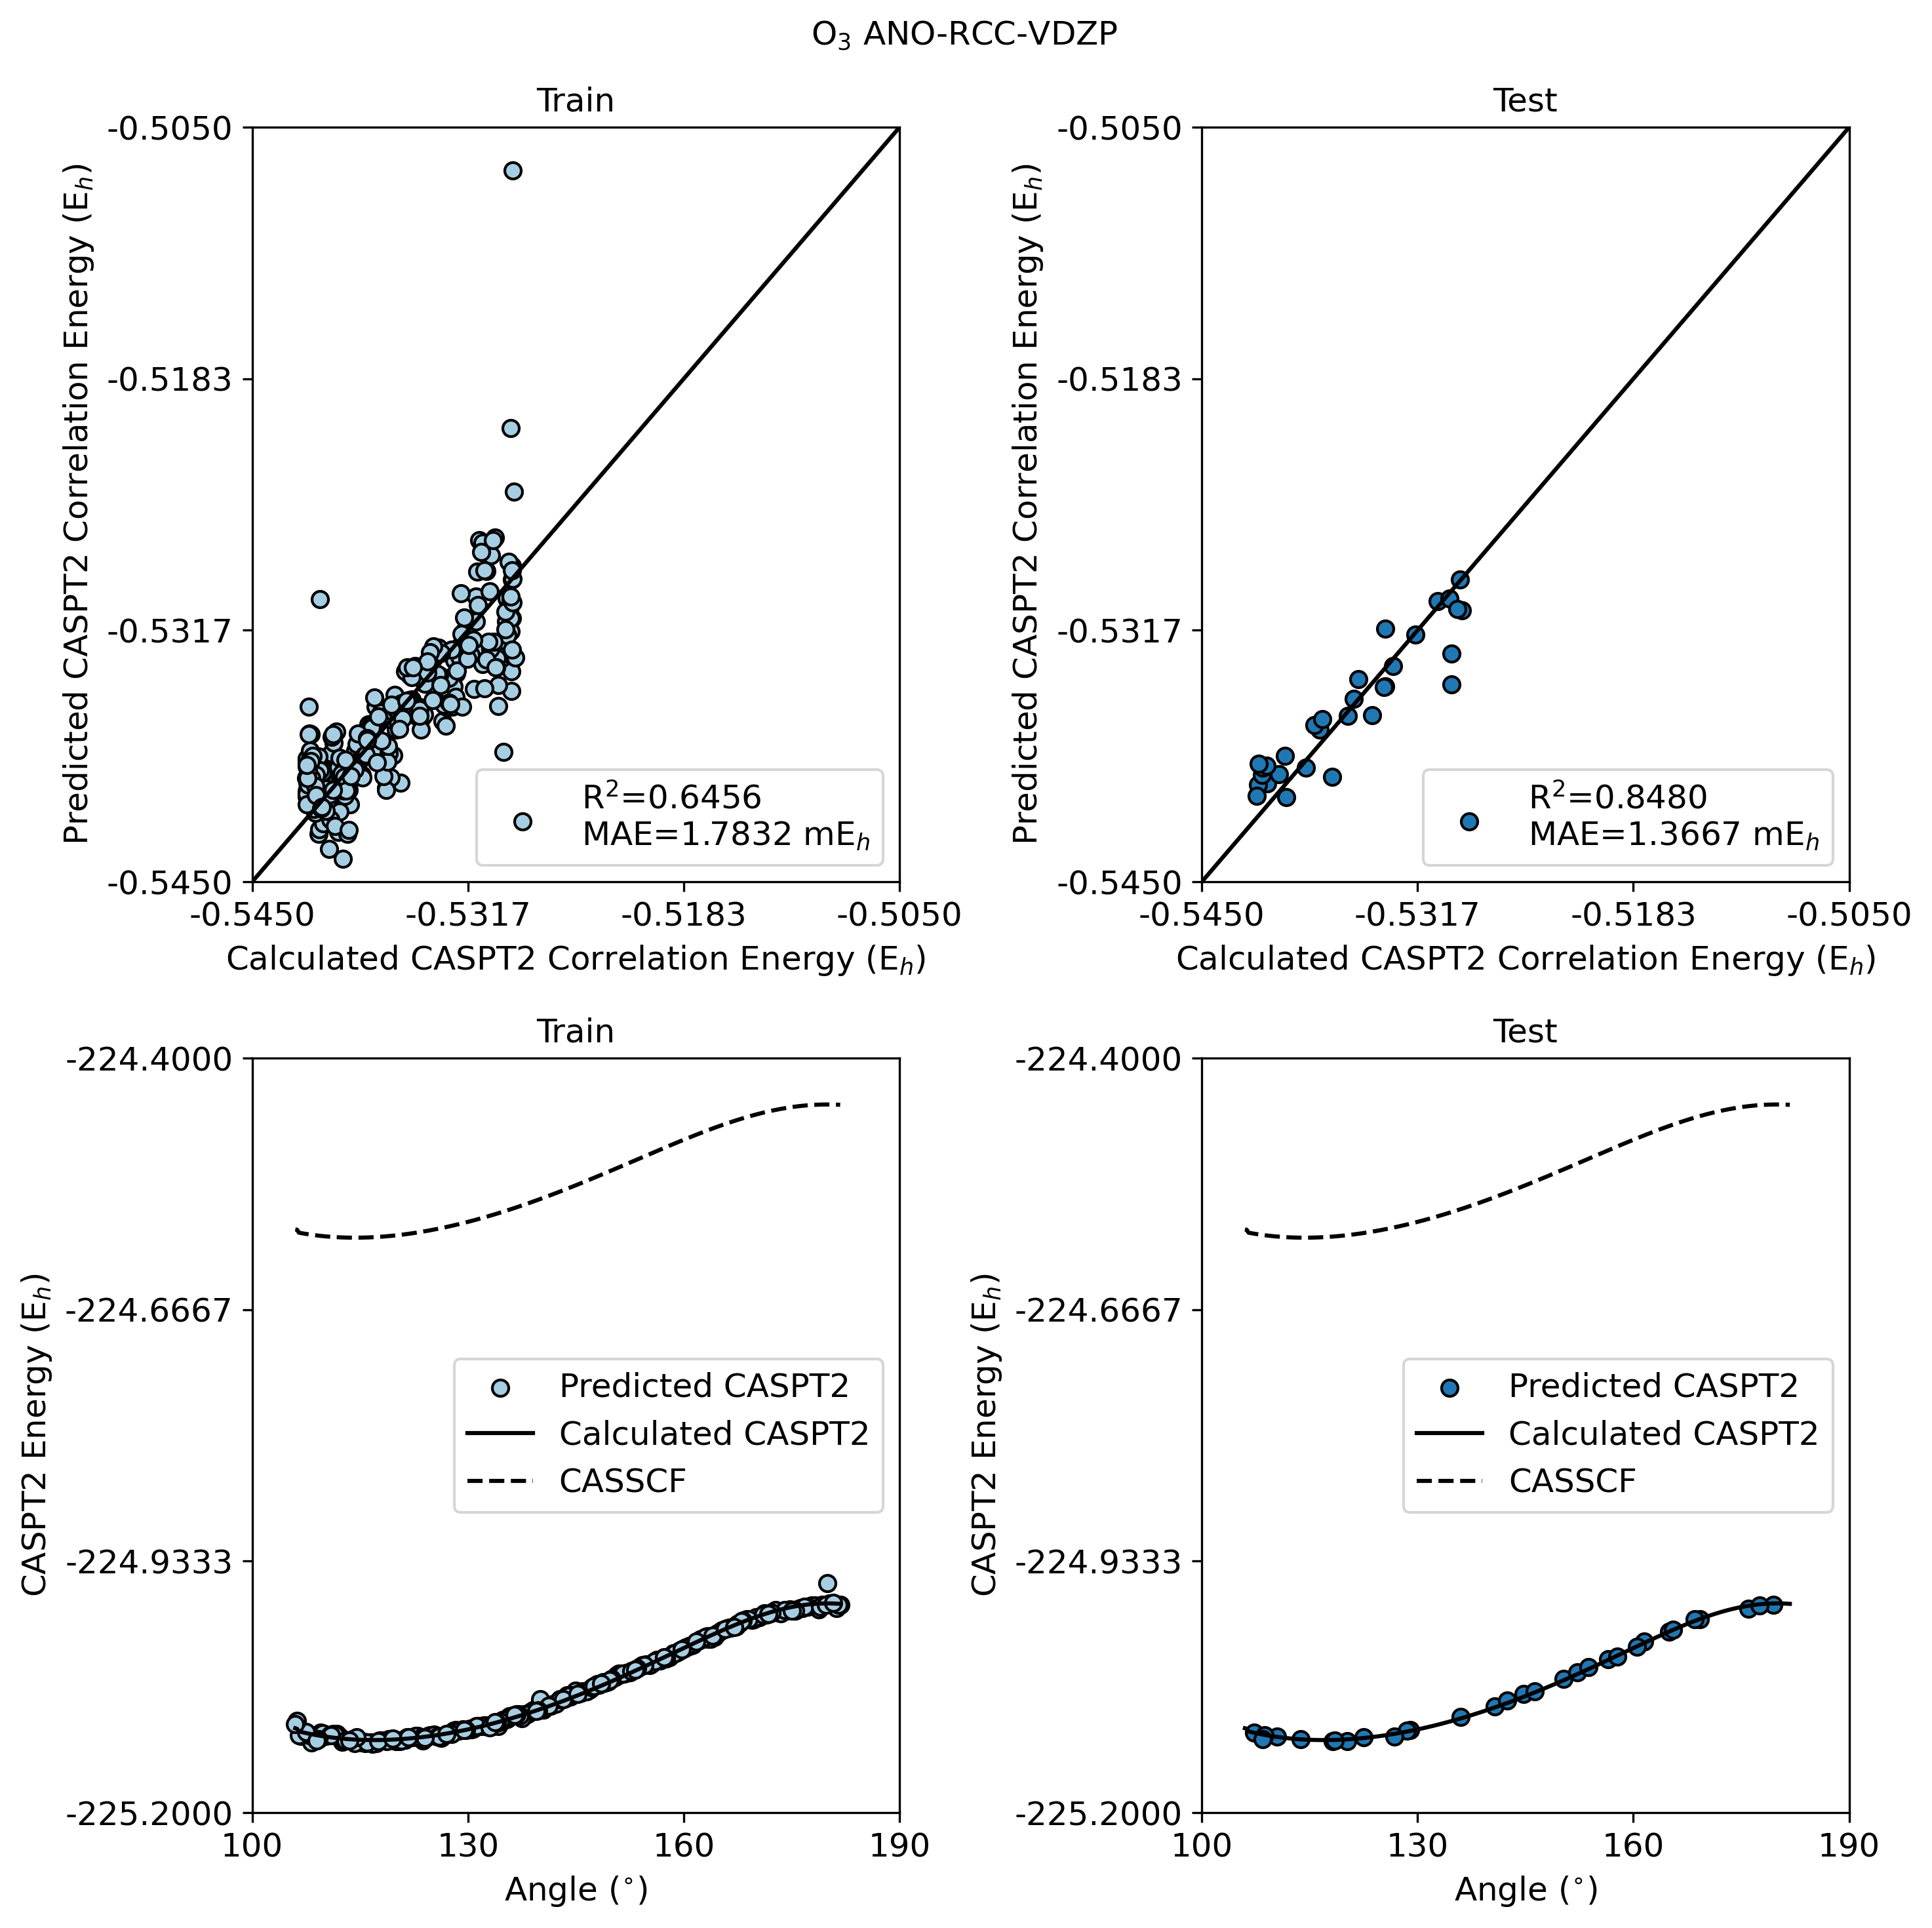 O₃ ANO-RCC-VDZP
Train
-0.5050
-0.5183
-0.5317
-0.5450
Predicted CASPT2 Correlation Energy (Eₕ)
R²=0.6456
MAE=1.7832 mEₕ
-0.5450 -0.5317 -0.5183 -0.5050
Calculated CASPT2 Correlation Energy (Eₕ)
Test
-0.5050
-0.5183
-0.5317
-0.5450
Predicted CASPT2 Correlation Energy (Eₕ)
R²=0.8480
MAE=1.3667 mEₕ
-0.5450 -0.5317 -0.5183 -0.5050
Calculated CASPT2 Correlation Energy (Eₕ)
Train
-224.4000
-224.6667
-224.9333
-225.2000
CASPT2 Energy (Eₕ)
Predicted CASPT2
Calculated CASPT2
CASSCF
100 130 160 190
Angle (°)
Test
-224.4000
-224.6667
-224.9333
-225.2000
CASPT2 Energy (Eₕ)
Predicted CASPT2
Calculated CASPT2
CASSCF
100 130 160 190
Angle (°)